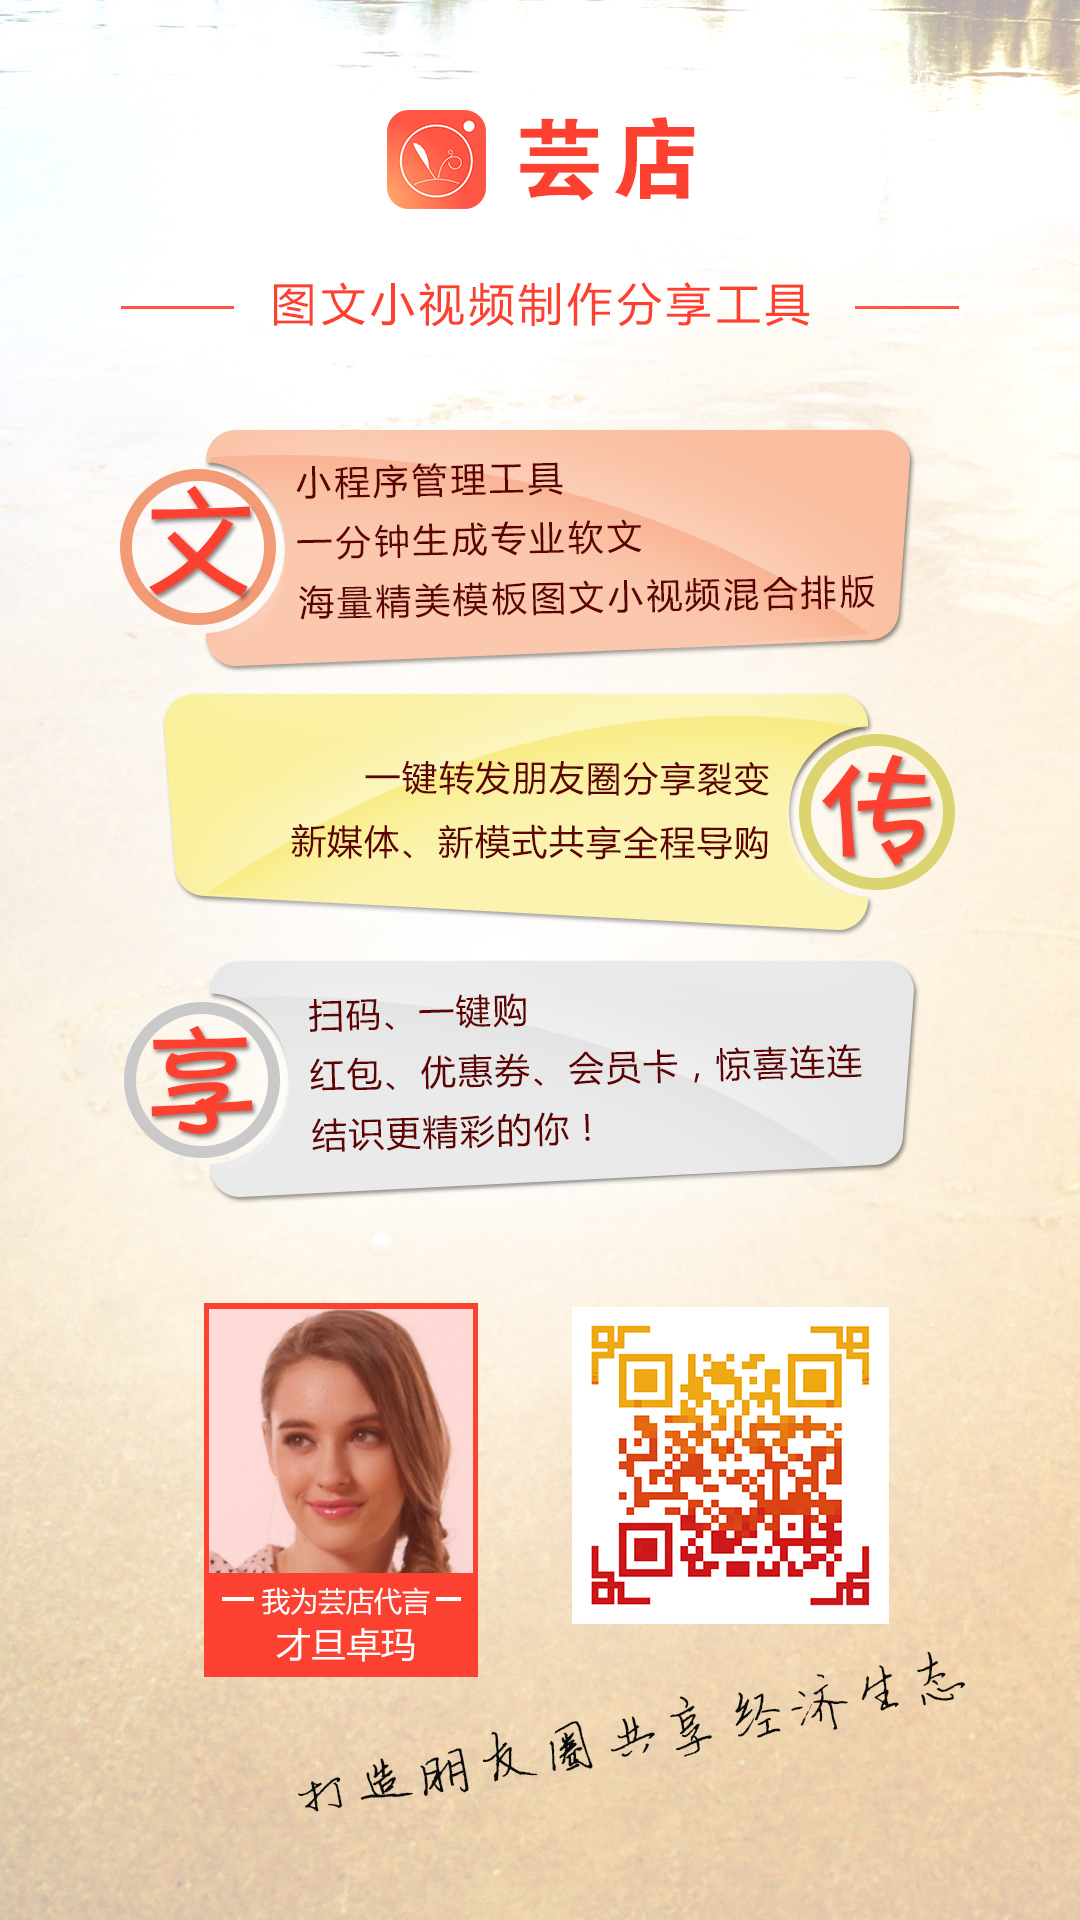 芸店
图文小视频制作分享工具
文
小程序管理工具
一分钟生成专业软文
海量精美模板图文小视频混合排版
一键转发朋友圈分享裂变
新媒体、新模式共享全程导购
传
享
扫码、一键购
红包、优惠券、会员卡，惊喜连连
结识更精彩的你！
我为芸店代言
才旦卓玛
打造朋友圈共享经济生态